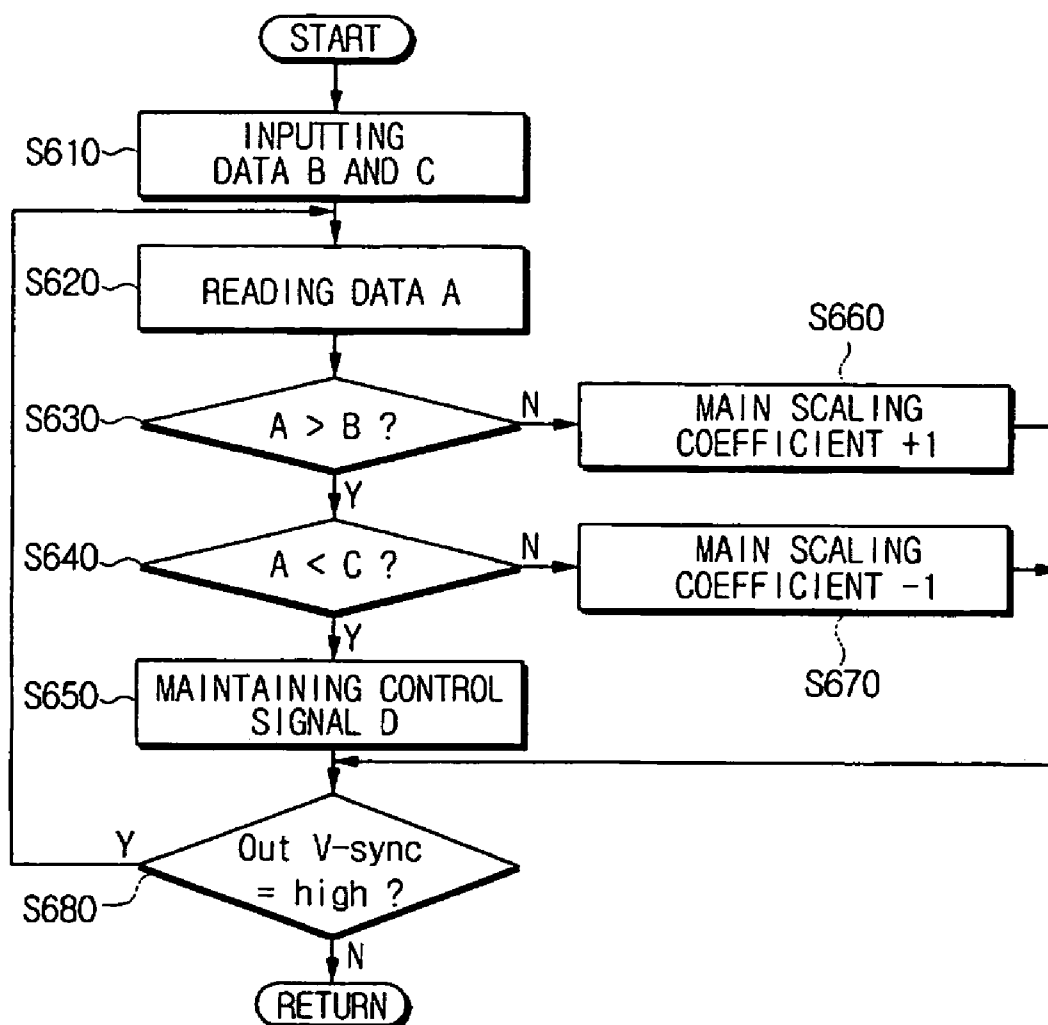 START
S610
INPUTTING
DATA B AND C
S620
READING DATA A
S660
S630
A > B ?
N
MAIN SCALING
COEFFICIENT +1
Y
S640
A < C ?
N
MAIN SCALING
COEFFICIENT -1
Y
S670
S650
MAINTAINING CONTROL
SIGNAL D
Y
Out V-sync
= high ?
S680
N
RETURN